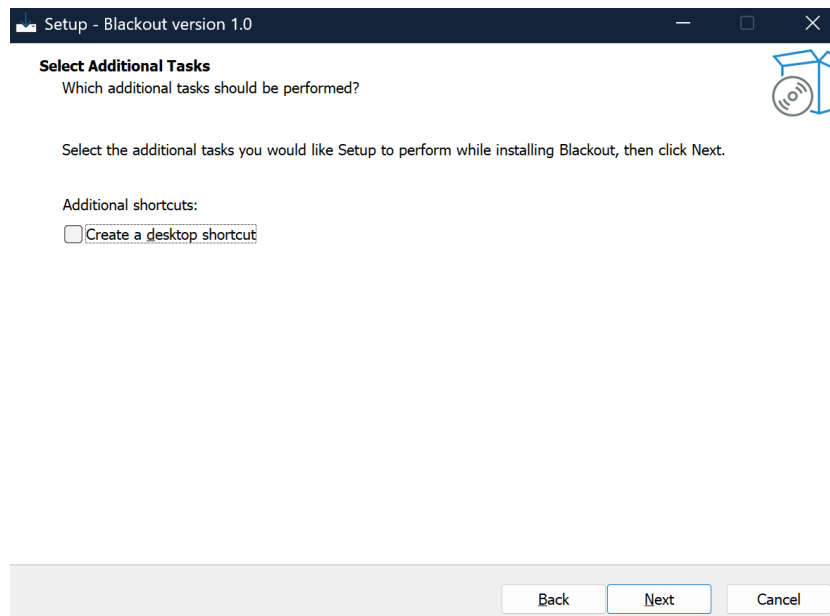 Setup - Blackout version 1.0
Select Additional Tasks
Which additional tasks should be performed?
Select the additional tasks you would like Setup to perform while installing Blackout, then click Next.
Additional shortcuts:
Create a desktop shortcut
Back Next Cancel